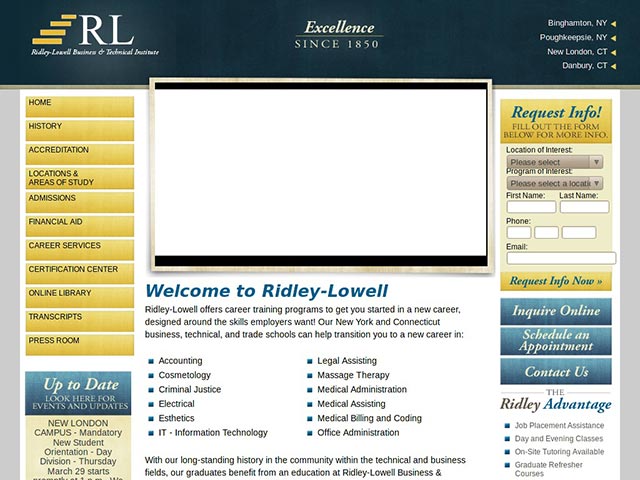 RL
Ridley-Lowell Business & Technical Institute
Excellence
SINCE 1850
Binghamton, NY
Poughkeepsie, NY
New London, CT
Danbury, CT
HOME
HISTORY
ACCREDITATION
LOCATIONS &
AREAS OF STUDY
ADMISSIONS
FINANCIAL AID
CAREER SERVICES
CERTIFICATION CENTER
ONLINE LIBRARY
TRANSCRIPTS
PRESS ROOM
Up to Date
LOOK HERE FOR
EVENTS AND UPDATES
NEW LONDON
CAMPUS - Mandatory
New Student
Orientation - Day
Division - Thursday
March 29 starts
promptly at 1 p.m. We
Welcome to Ridley-Lowell
Ridley-Lowell offers career training programs to get you started in a new career,
designed around the skills employers want! Our New York and Connecticut
business, technical, and trade schools can help transition you to a new career in:
Accounting
Cosmetology
Criminal Justice
Electrical
Esthetics
IT - Information Technology
Legal Assisting
Massage Therapy
Medical Administration
Medical Assisting
Medical Billing and Coding
Office Administration
With our long-standing history in the community within the technical and business
fields, our graduates benefit from an education at Ridley-Lowell Business &
Request Info!
FILL OUT THE FORM
BELOW FOR MORE INFO.
Location of Interest:
Please select
Program of Interest:
Please select a locati
First Name: Last Name:
Phone:
Email:
Request Info Now »
Inquire Online
Schedule an
Appointment
Contact Us
THE
Ridley Advantage
Job Placement Assistance
Day and Evening Classes
On-Site Tutoring Available
Graduate Refresher
Courses